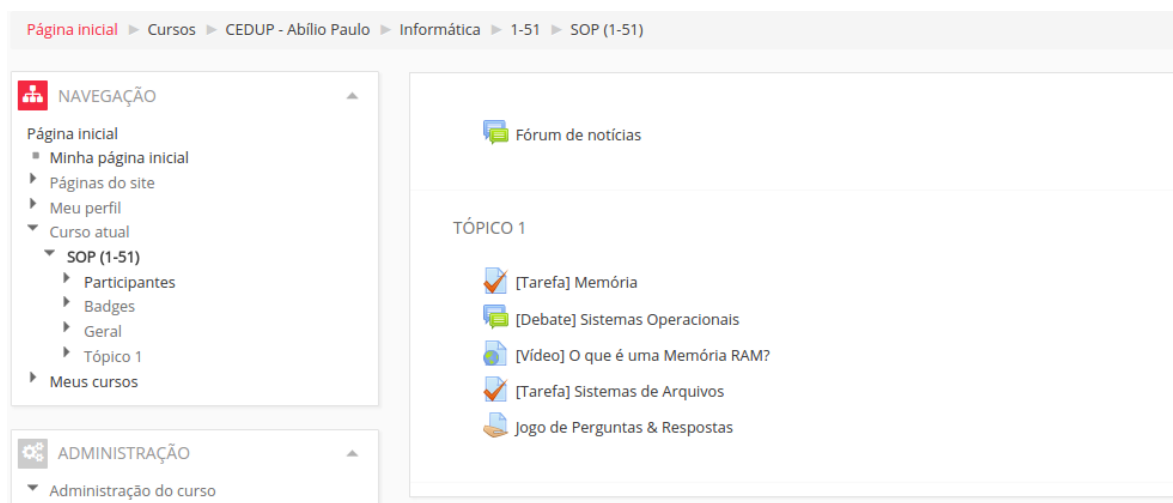 Página inicial ▶ Cursos ▶ CEDUP - Abílio Paulo ▶ Informática ▶ 1-51 ▶ SOP (1-51)
NAVEGAÇÃO
Página inicial
Minha página inicial
Páginas do site
Meu perfil
Curso atual
SOP (1-51)
Participantes
Badges
Geral
Tópico 1
Meus cursos
ADMINISTRAÇÃO
Administração do curso
Fórum de notícias
TÓPICO 1
[Tarefa] Memória
[Debate] Sistemas Operacionais
[Vídeo] O que é uma Memória RAM?
[Tarefa] Sistemas de Arquivos
Jogo de Perguntas & Respostas